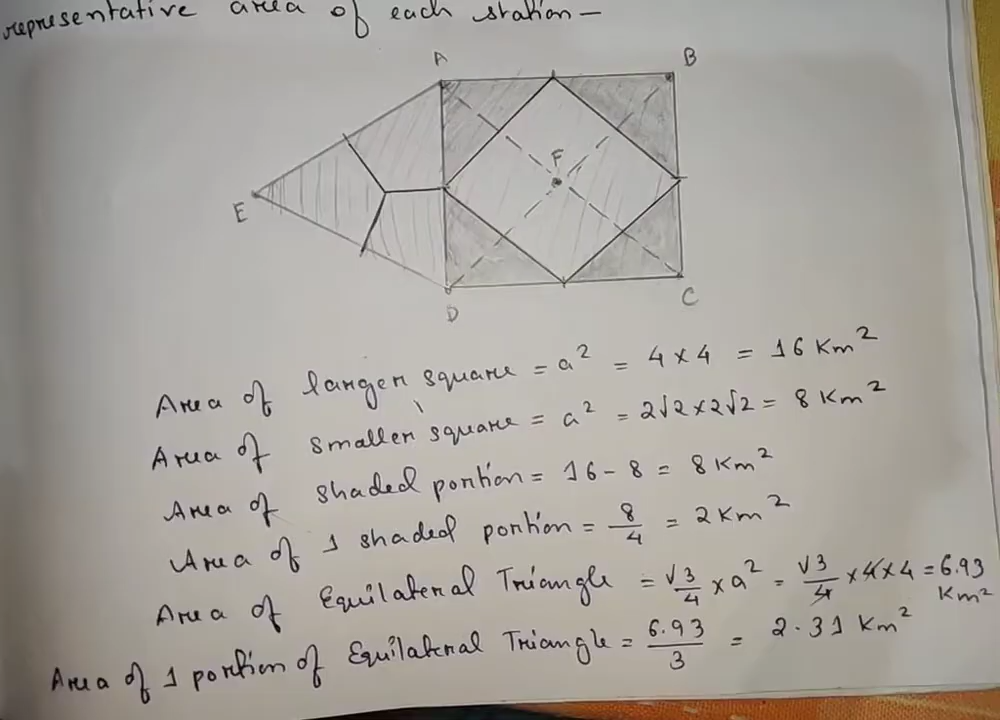 representative area of each station –
A
B
F
E
D
C
Area of larger square = a² = 4 × 4 = 16 Km²
Area of smaller square = a² = 2√2 × 2√2 = 8 Km²
Area of shaded portion = 16 - 8 = 8 Km²
Area of 1 shaded portion = 8/4 = 2 Km²
Area of Equilateral Triangle = √3/4 × a² = √3/4 × 4 × 4 = 6.93 Km²
Area of 1 portion of Equilateral Triangle = 6.93/3 = 2.31 Km²